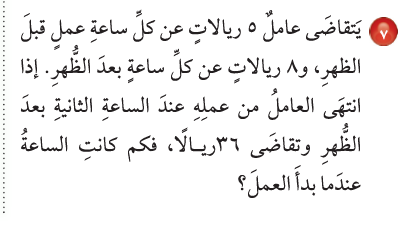 ٧ يَتقاضَى عاملٌ ٥ ريالاتٍ عن كلِّ ساعةِ عملٍ قبلَ
الظهرِ، و٨ ريالاتٍ عن كلِّ ساعةٍ بعدَ الظُّهرِ. إذا
انتهَى العاملُ من عملِهِ عندَ الساعةِ الثانيةِ بعدَ
الظُّهرِ وتقاضَى ٣٦ريـالًا، فكم كانتِ الساعةُ
عندَما بدأَ العملَ؟